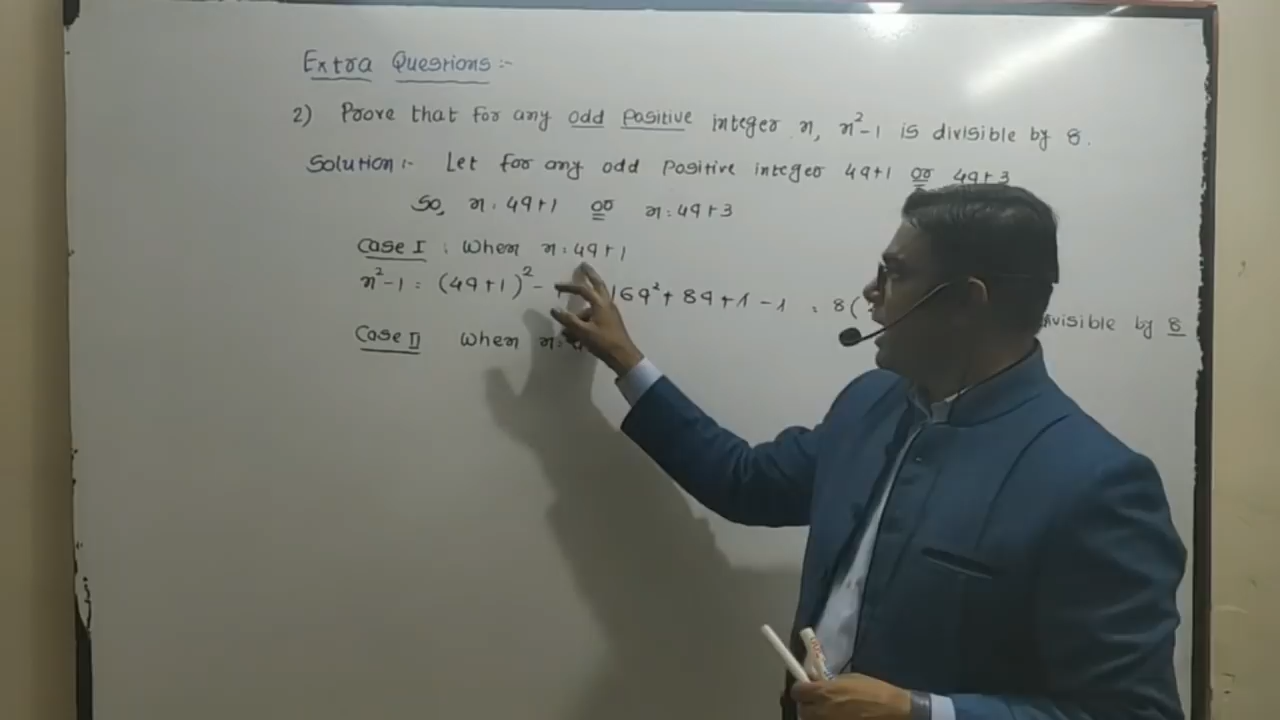 Extra Questions :-
2) Prove that for any odd positive integer n, n²-1 is divisible by 8.
Solution :- Let for any odd positive integer 4q+1 or 4q+3
So, n = 4q+1 or n = 4q+3
Case I : When n = 4q+1
n²-1 = (4q+1)² - 16q² + 8q + 1 - 1 = 8( by 8
Case II When n =